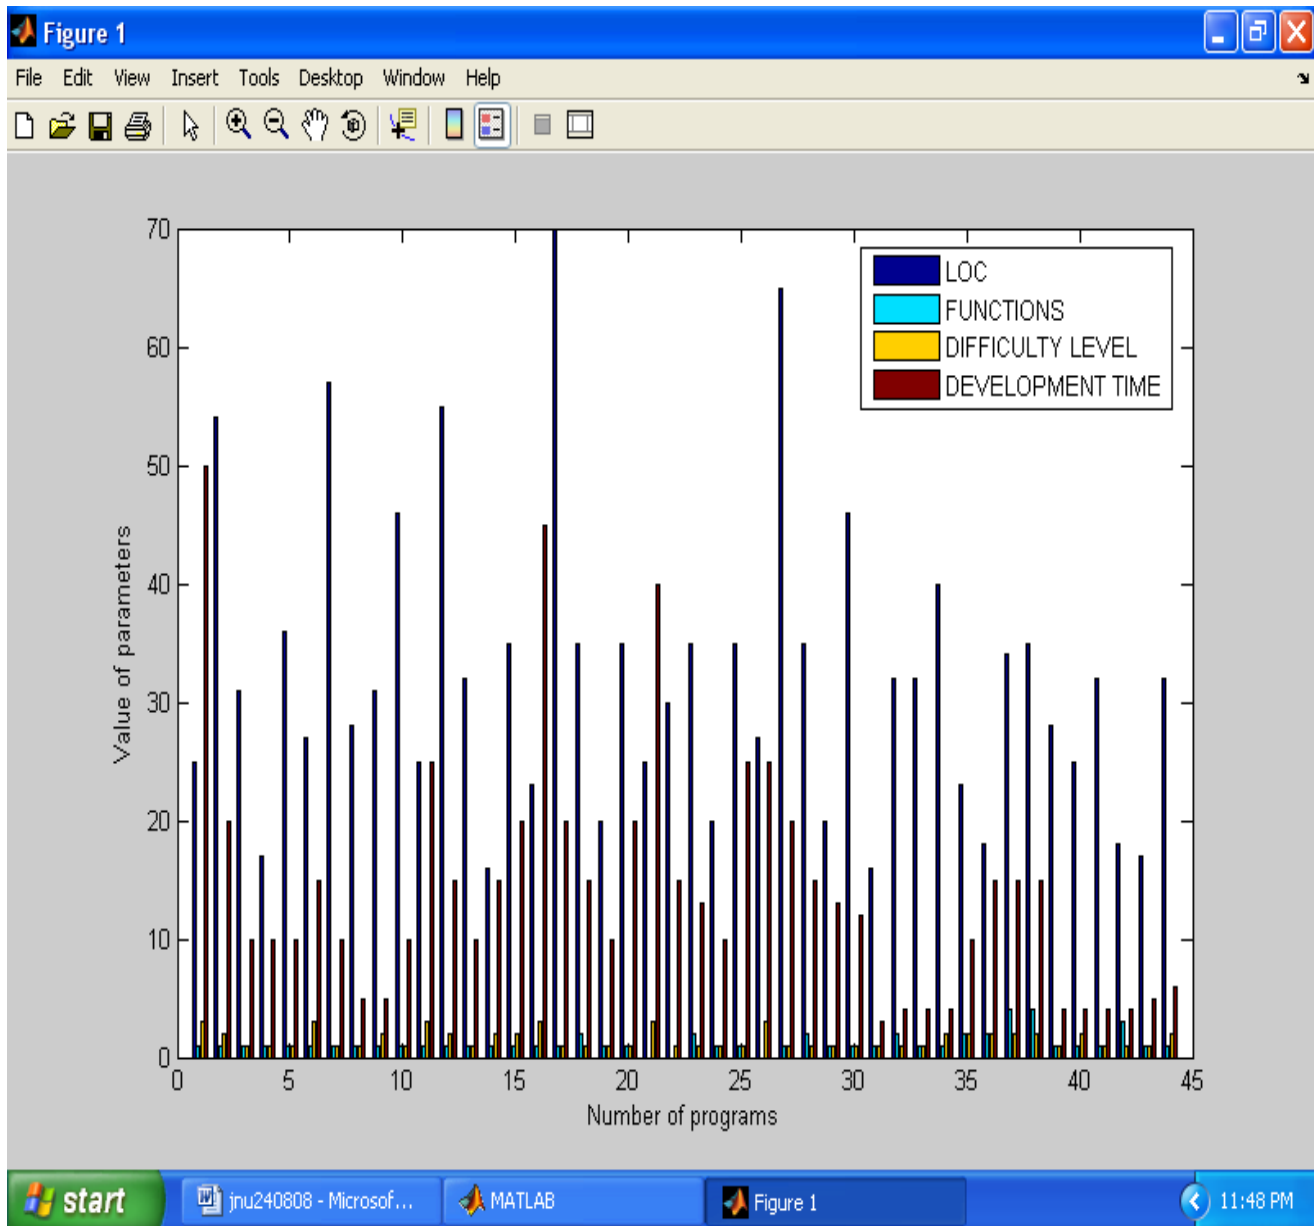 Figure 1
File Edit View Insert Tools Desktop Window Help
70
60
50
40
30
20
10
0
Value of parameters
LOC
FUNCTIONS
DIFFICULTY LEVEL
DEVELOPMENT TIME
0 5 10 15 20 25 30 35 40 45
Number of programs
start jnu240808 - Microsof... MATLAB Figure 1 11:48 PM